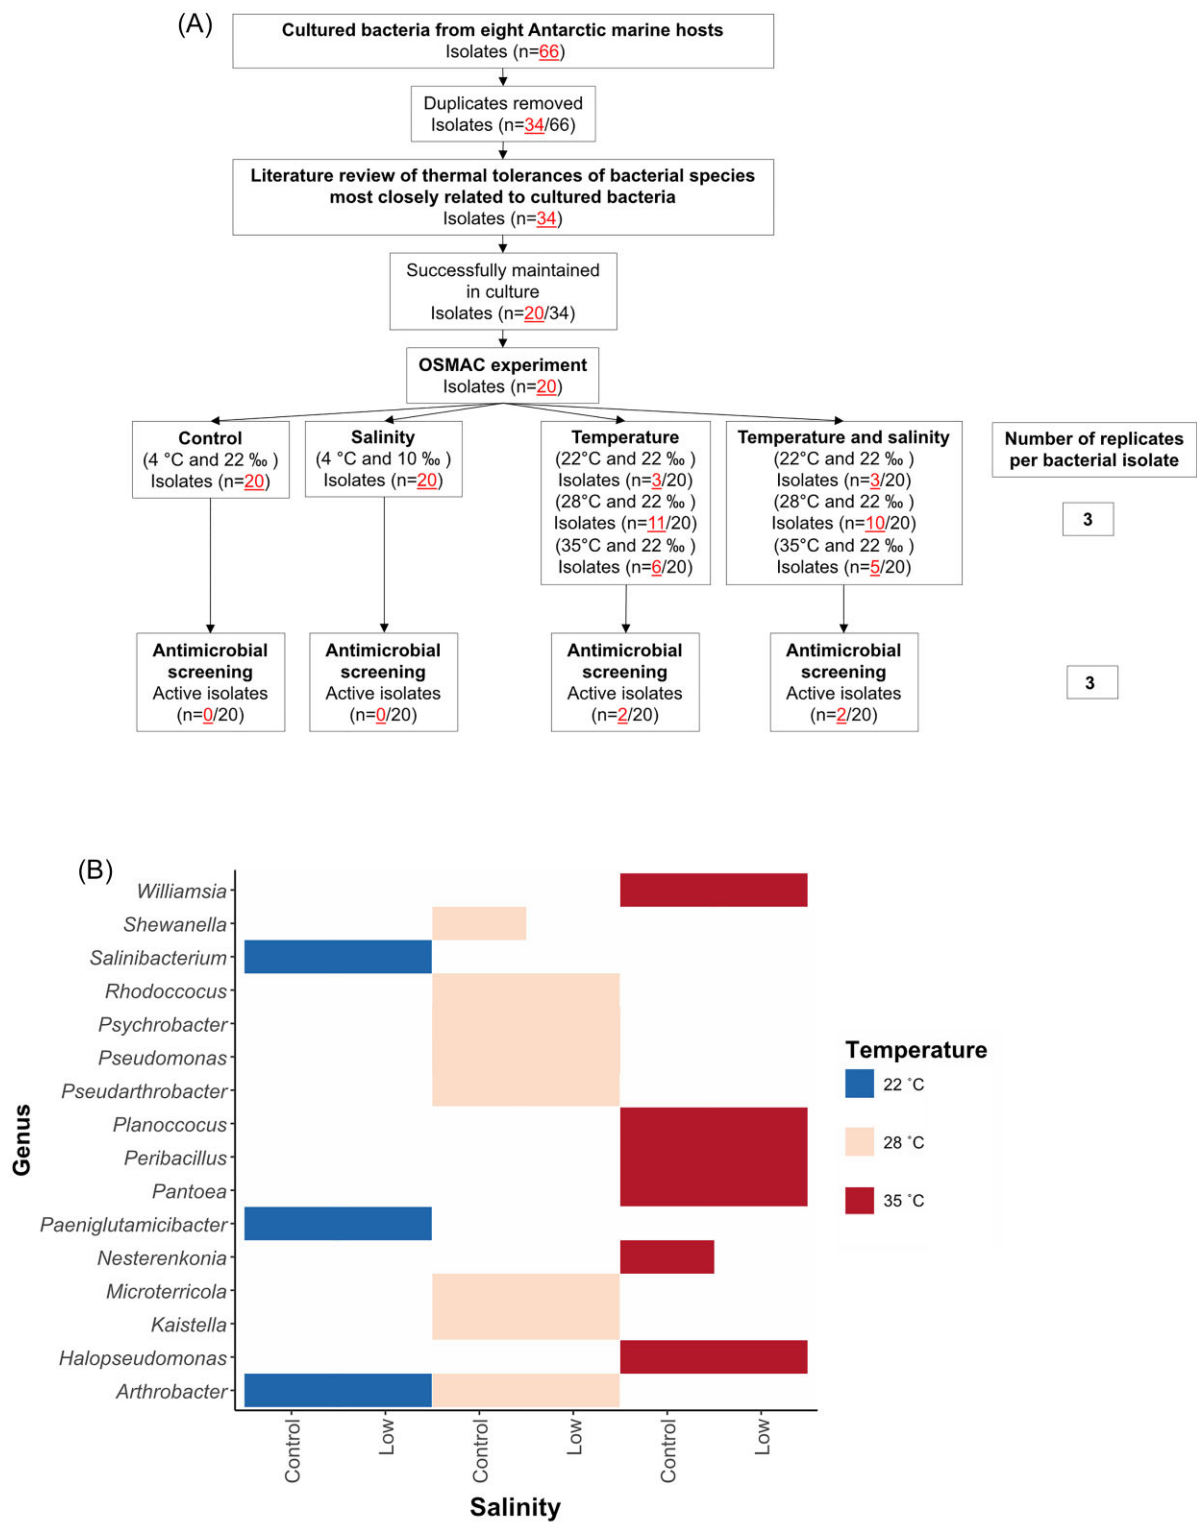 (A)
Cultured bacteria from eight Antarctic marine hosts
Isolates (n=66)
Duplicates removed
Isolates (n=34/66)
Literature review of thermal tolerances of bacterial species
most closely related to cultured bacteria
Isolates (n=34)
Successfully maintained
in culture
Isolates (n=20/34)
OSMAC experiment
Isolates (n=20)
Control
(4 °C and 22 ‰ )
Isolates (n=20)
Salinity
(4 °C and 10 ‰ )
Isolates (n=20)
Temperature
(22°C and 22 ‰ )
Isolates (n=3/20)
(28°C and 22 ‰ )
Isolates (n=11/20)
(35°C and 22 ‰ )
Isolates (n=6/20)
Temperature and salinity
(22°C and 22 ‰ )
Isolates (n=3/20)
(28°C and 22 ‰ )
Isolates (n=10/20)
(35°C and 22 ‰ )
Isolates (n=5/20)
Number of replicates
per bacterial isolate
3
Antimicrobial
screening
Active isolates
(n=0/20)
Antimicrobial
screening
Active isolates
(n=0/20)
Antimicrobial
screening
Active isolates
(n=2/20)
Antimicrobial
screening
Active isolates
(n=2/20)
3
(B)
Genus
Williamsia
Shewanella
Salinibacterium
Rhodoccocus
Psychrobacter
Pseudomonas
Pseudarthrobacter
Planoccocus
Peribacillus
Pantoea
Paeniglutamicibacter
Nesterenkonia
Microterricola
Kaistella
Halopseudomonas
Arthrobacter
Control
Low
Control
Low
Control
Low
Salinity
Temperature
22 °C
28 °C
35 °C